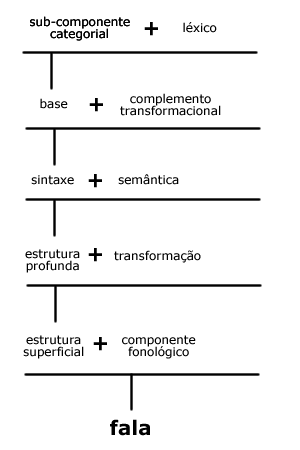 sub-componente + léxico
categorial
base + complemento
transformacional
sintaxe + semântica
estrutura + transformação
profunda
estrutura + componente
superficial fonológico
fala